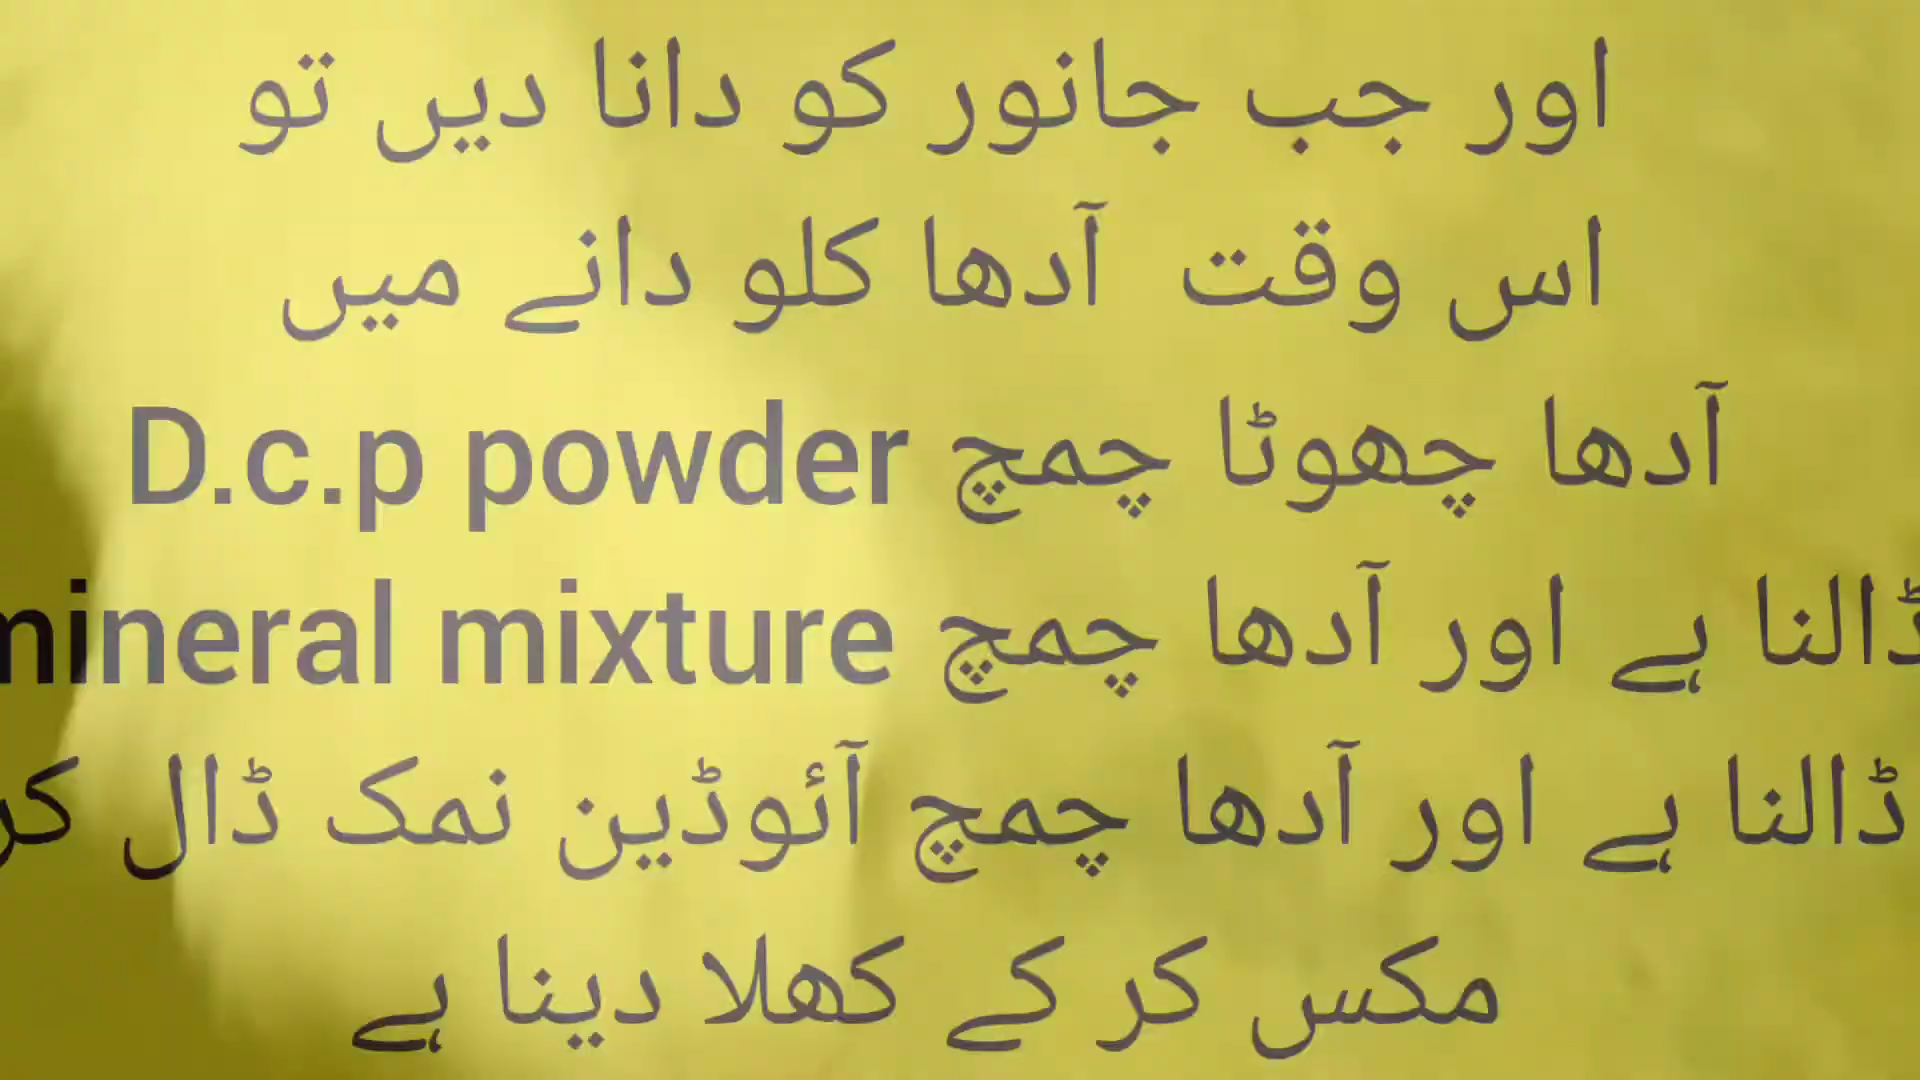 اور جب جانور کو دانا دیں تو
اس وقت آدھا کلو دانے میں
آدھا چھوٹا چمچ D.c.p powder
ڈالنا ہے اور آدھا چمچ mineral mixture
ڈالنا ہے اور آدھا چمچ آئوڈین نمک ڈال کر
مکس کر کے کھلا دینا ہے